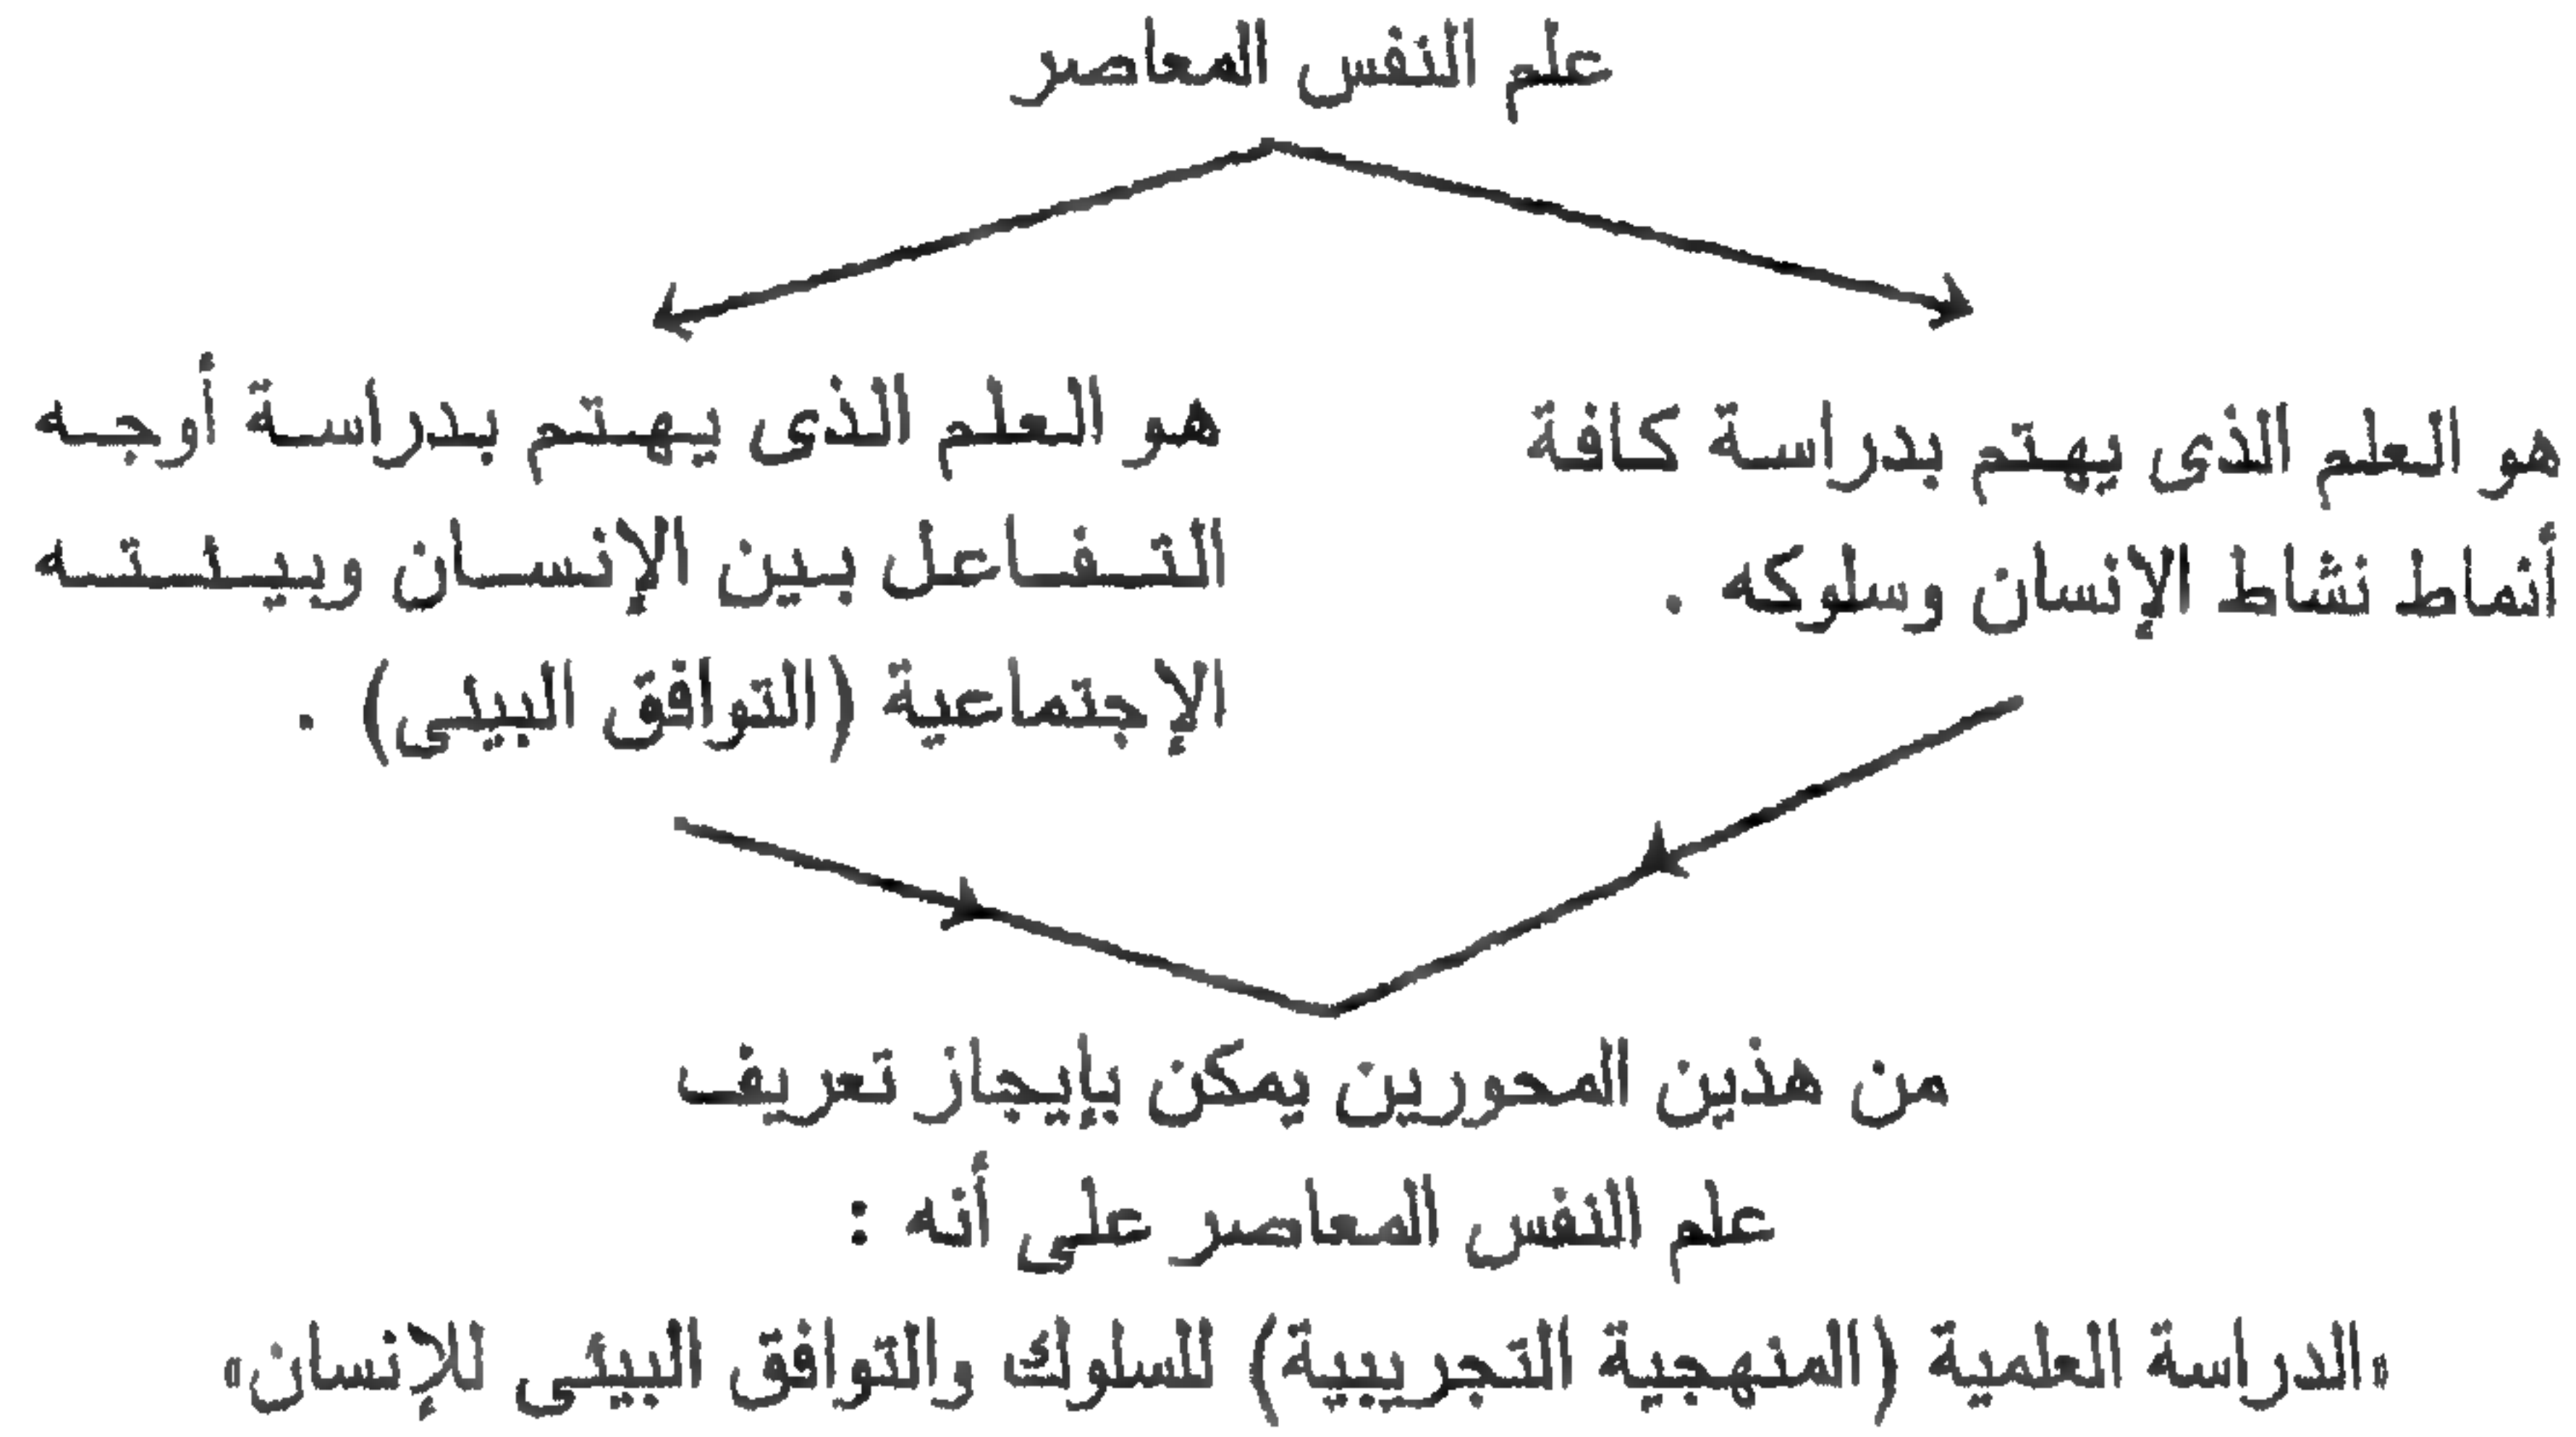 علم النفس المعاصر
هو العلم الذى يهتم بدراسة كافة
أنماط نشاط الإنسان وسلوكه .
هو العلم الذى يهتم بدراسة أوجه
التفاعل بين الإنسان وبيئته
الإجتماعية (التوافق البيئى) .
من هذين المحورين يمكن بإيجاز تعريف
علم النفس المعاصر على أنه :
«الدراسة العلمية (المنهجية التجريبية) للسلوك والتوافق البيئى للإنسان»